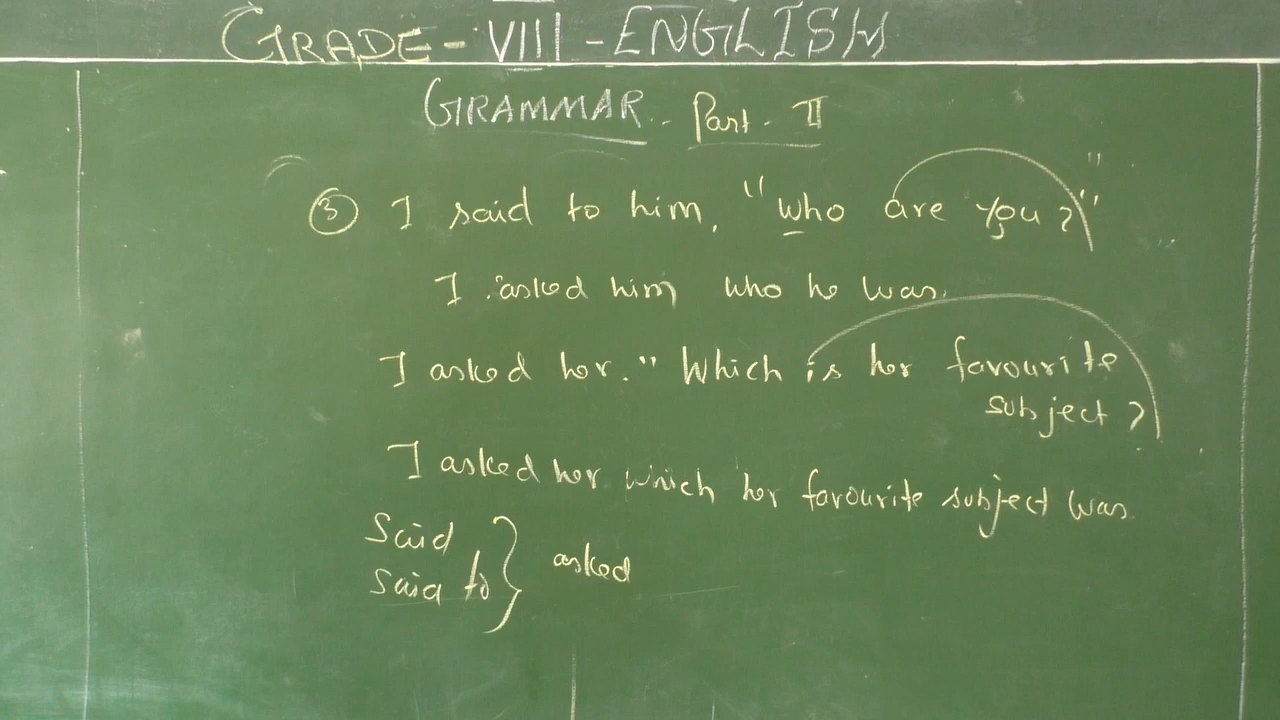 GRADE - VIII - ENGLISH
GRAMMAR - Part - II
③ I said to him, "who are you?"
I asked him who he was.
I asked her. " Which is her favourite
subject ?
I asked her which her favourite subject was.
Said
said to } asked